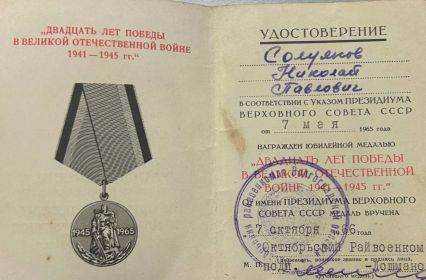 „ДВАДЦАТЬ ЛЕТ ПОБЕДЫ
В ВЕЛИКОЙ ОТЕЧЕСТВЕННОЙ ВОЙНЕ
1941—1945 гг.“
1945 1965
УДОСТОВЕРЕНИЕ
Солуянов
Николай
Павлович
В СООТВЕТСТВИИ С УКАЗОМ ПРЕЗИДИУМА
ВЕРХОВНОГО СОВЕТА СССР
от 7 мая 1965 года
НАГРАЖДЕН ЮБИЛЕЙНОЙ МЕДАЛЬЮ
„ДВАДЦАТЬ ЛЕТ ПОБЕДЫ
В ВЕЛИКОЙ ОТЕЧЕСТВЕННОЙ
ВОЙНЕ 1941—1945 гг.“
ОТ ИМЕНИ ПРЕЗИДИУМА ВЕРХОВНОГО
СОВЕТА СССР МЕДАЛЬ ВРУЧЕНА
7 октября 6 года
Октябрьский Райвоенком
М. П.